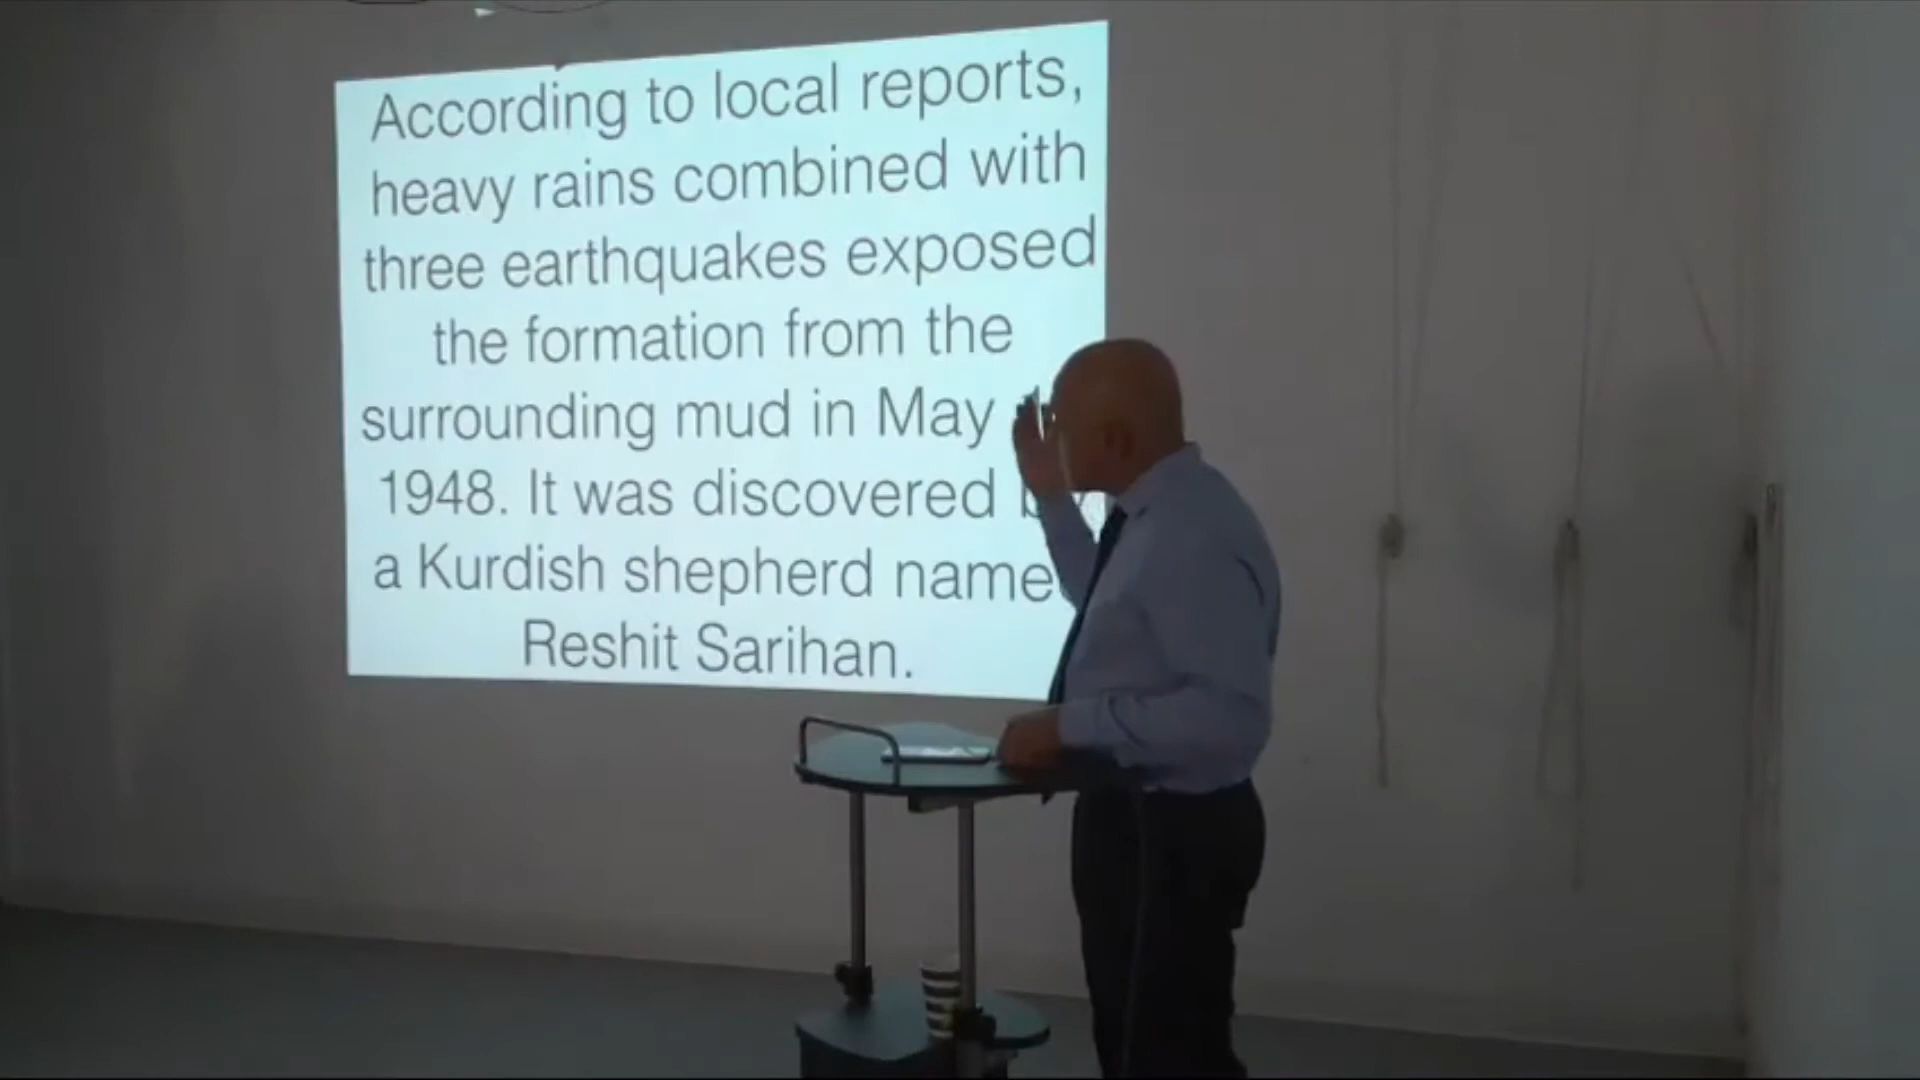 According to local reports,
heavy rains combined with
three earthquakes exposed
the formation from the
surrounding mud in May
1948. It was discovered by
a Kurdish shepherd name
Reshit Sarihan.